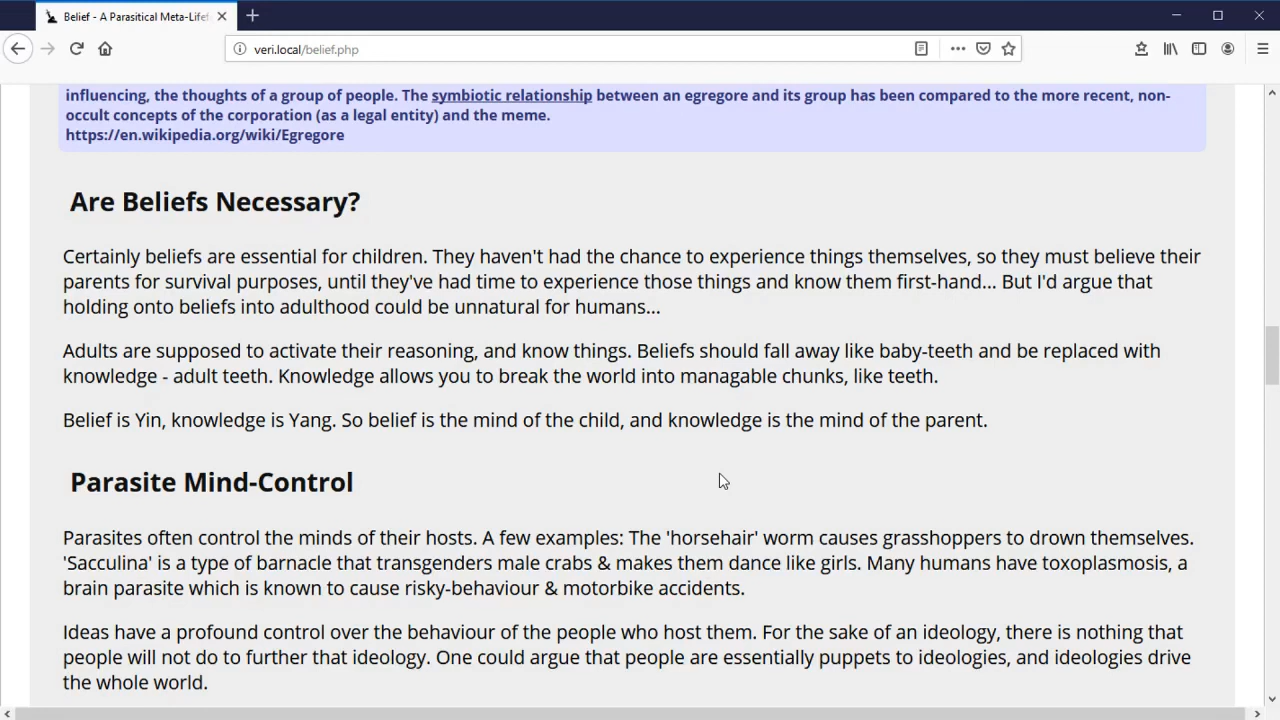 Belief - A Parasitical Meta-Lifef
veri.local/belief.php
influencing, the thoughts of a group of people. The symbiotic relationship between an egregore and its group has been compared to the more recent, non-
occult concepts of the corporation (as a legal entity) and the meme.
https://en.wikipedia.org/wiki/Egregore
Are Beliefs Necessary?
Certainly beliefs are essential for children. They haven't had the chance to experience things themselves, so they must believe their
parents for survival purposes, until they've had time to experience those things and know them first-hand... But I'd argue that
holding onto beliefs into adulthood could be unnatural for humans...
Adults are supposed to activate their reasoning, and know things. Beliefs should fall away like baby-teeth and be replaced with
knowledge - adult teeth. Knowledge allows you to break the world into managable chunks, like teeth.
Belief is Yin, knowledge is Yang. So belief is the mind of the child, and knowledge is the mind of the parent.
Parasite Mind-Control
Parasites often control the minds of their hosts. A few examples: The 'horsehair' worm causes grasshoppers to drown themselves.
'Sacculina' is a type of barnacle that transgenders male crabs & makes them dance like girls. Many humans have toxoplasmosis, a
brain parasite which is known to cause risky-behaviour & motorbike accidents.
Ideas have a profound control over the behaviour of the people who host them. For the sake of an ideology, there is nothing that
people will not do to further that ideology. One could argue that people are essentially puppets to ideologies, and ideologies drive
the whole world.